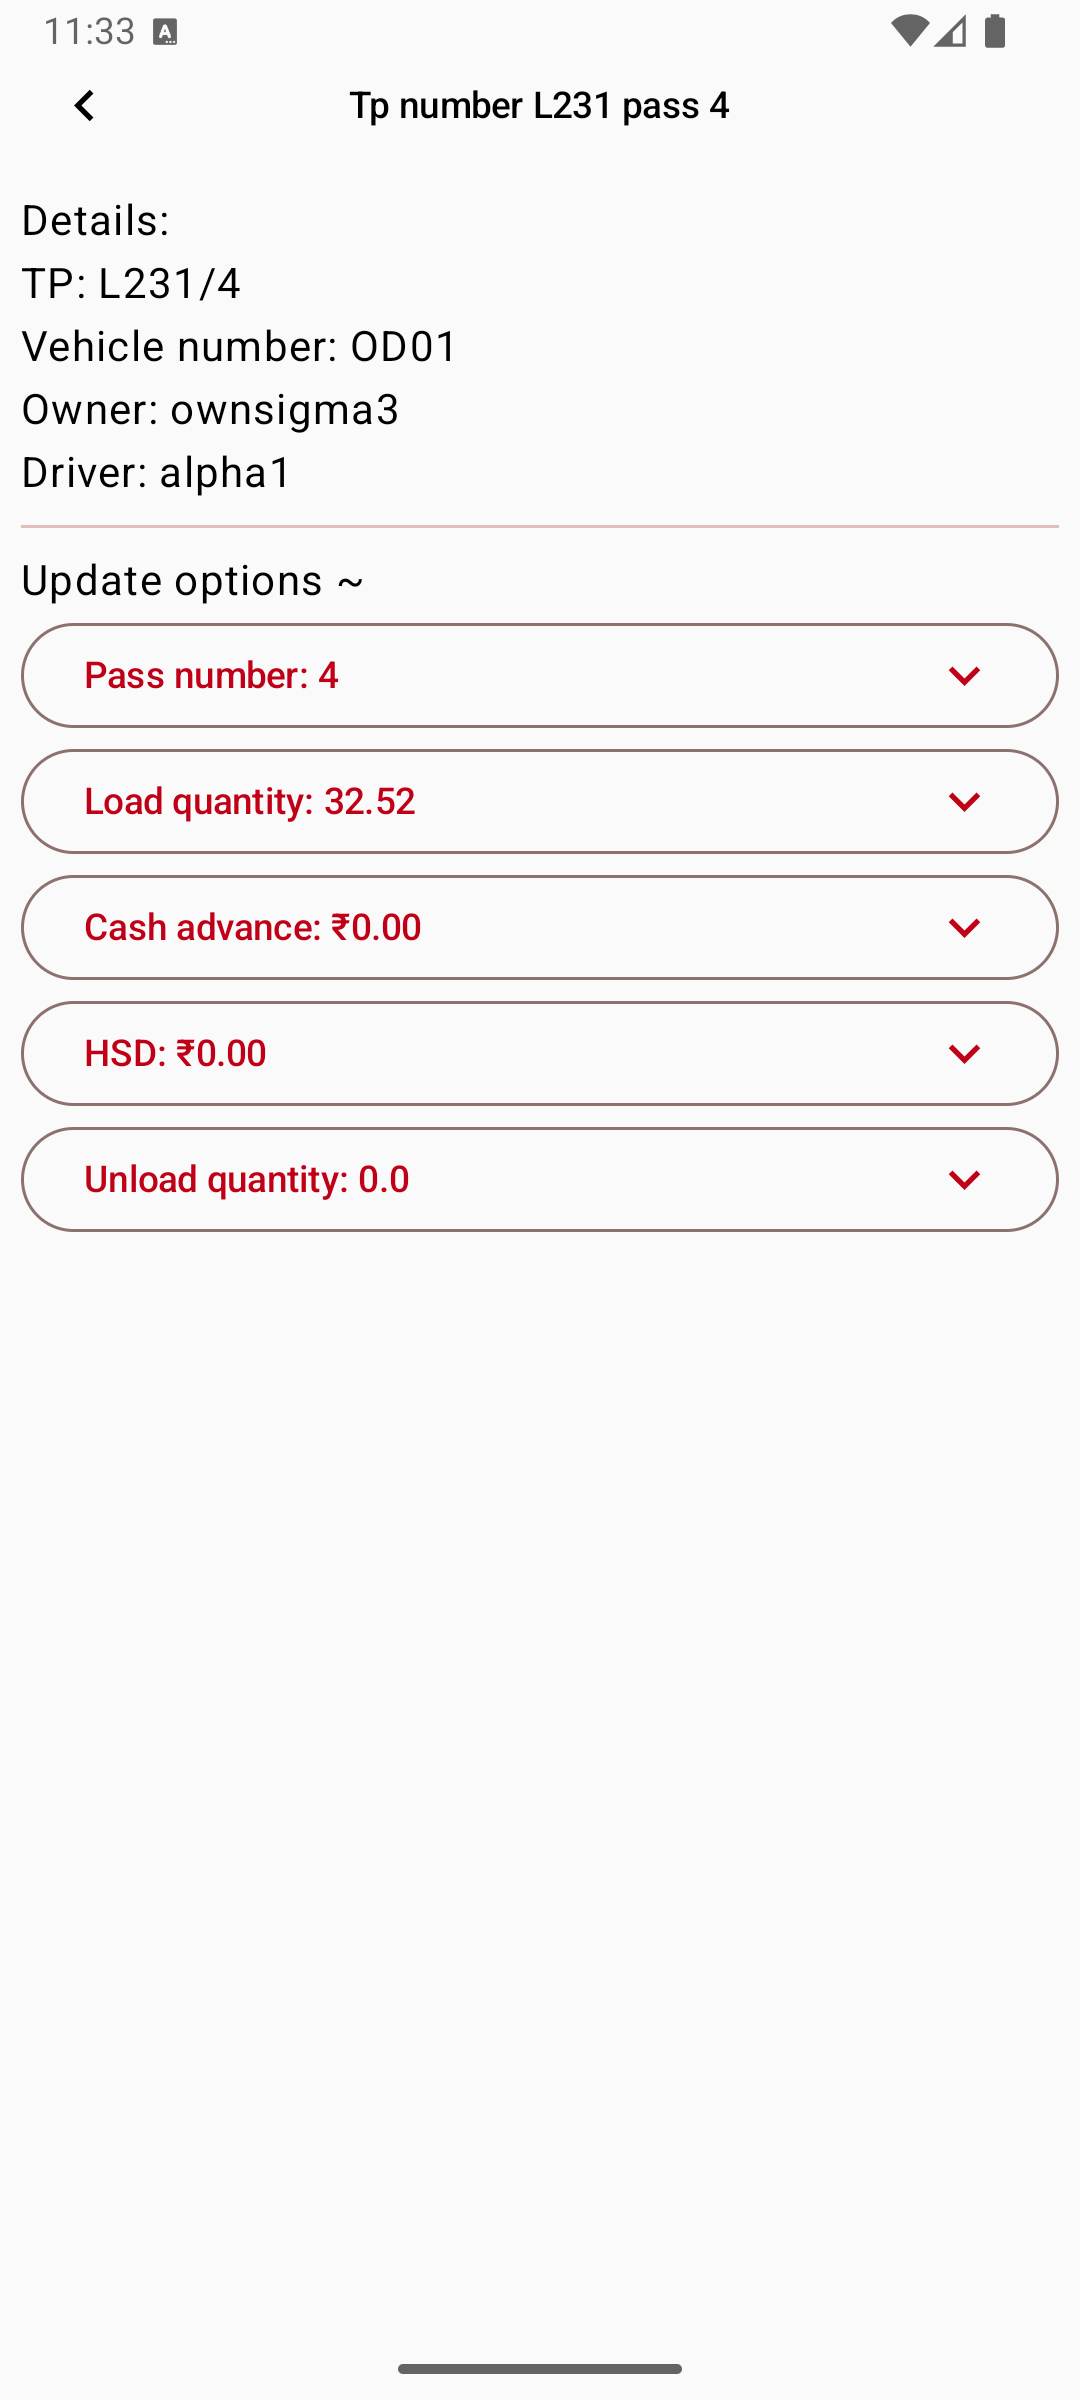 11:33
Tp number L231 pass 4
Details:
TP: L231/4
Vehicle number: OD01
Owner: ownsigma3
Driver: alpha1
Update options ~
Pass number: 4
Load quantity: 32.52
Cash advance: ₹0.00
HSD: ₹0.00
Unload quantity: 0.0